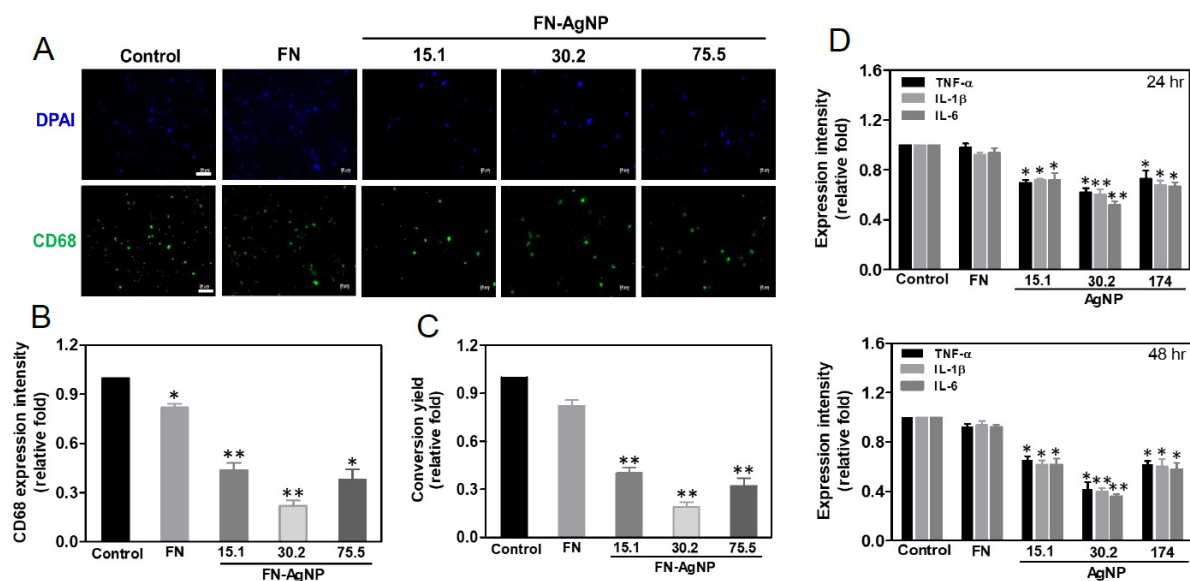 A
FN-AgNP
Control FN 15.1 30.2 75.5
DPAI
CD68
B
CD68 expression intensity
(relative fold)
1.2
0.9
0.6
0.3
0.0
*
**
**
*
Control FN 15.1 30.2 75.5
FN-AgNP
C
Conversion yield
(relative fold)
1.2
0.9
0.6
0.3
0.0
**
**
**
Control FN 15.1 30.2 75.5
FN-AgNP
D
Expression intensity
(relative fold)
1.6
1.2
0.8
0.4
0.0
TNF-α
IL-1β
IL-6
24 hr
* * *
* ** **
* * *
Control FN 15.1 30.2 174
AgNP
Expression intensity
(relative fold)
1.6
1.2
0.8
0.4
0.0
TNF-α
IL-1β
IL-6
48 hr
* * *
* ** **
* * *
Control FN 15.1 30.2 174
AgNP